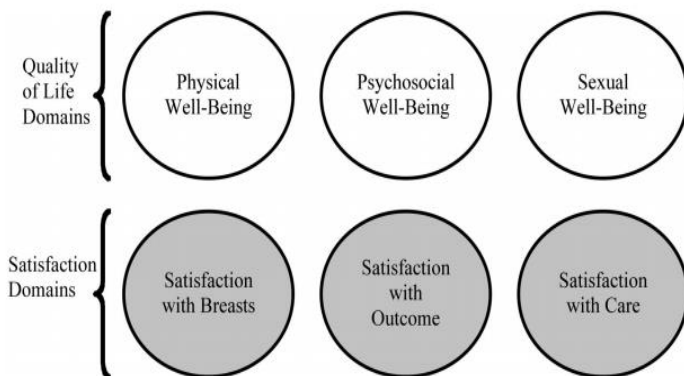 Quality
of Life
Domains
Physical
Well-Being
Psychosocial
Well-Being
Sexual
Well-Being
Satisfaction
Domains
Satisfaction
with Breasts
Satisfaction
with
Outcome
Satisfaction
with Care